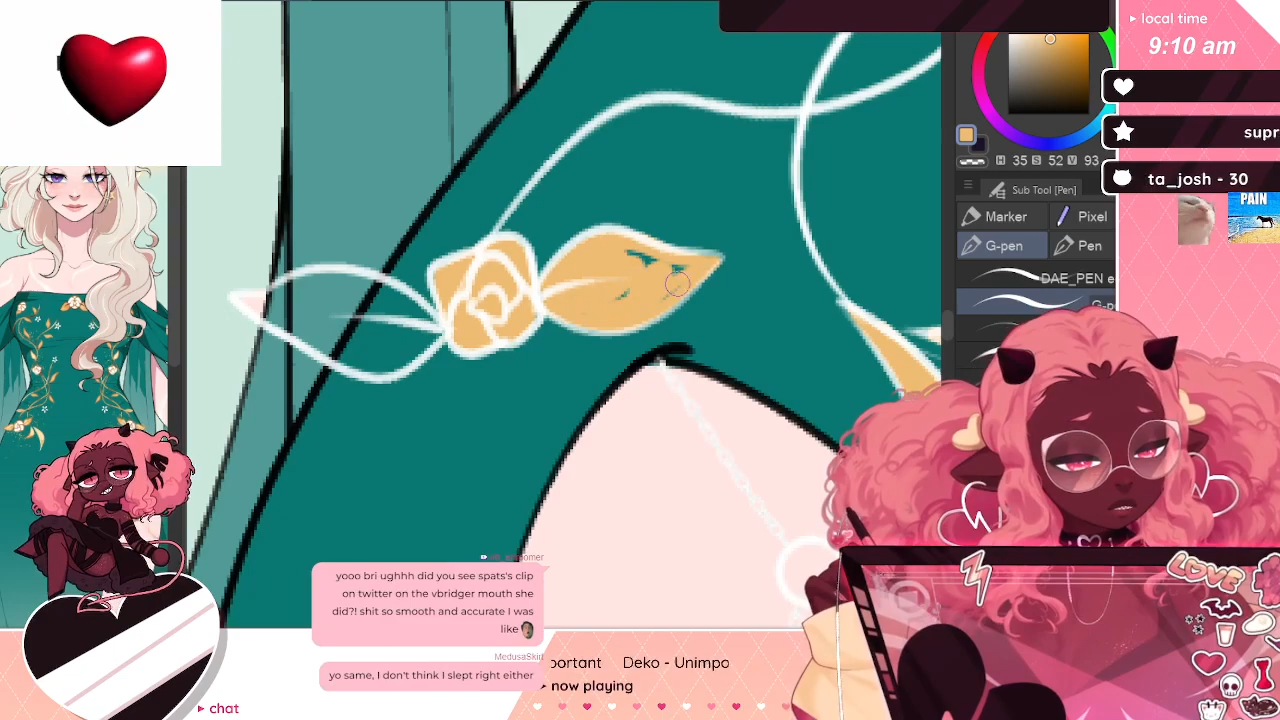 local time
9:10 am
supr
ta_josh - 30
PAIN
H 35 S 52 V 93
Sub Tool [Pen]
Marker
Pixel
G-pen
Pen
DAE_PEN e
yooo bri ughhh did you see spats's clip
on twitter on the vbridger mouth she
did?! shit so smooth and accurate I was
like
MedusaSkirt
yo same, I don't think I slept right either
chat
portant Deko - Unimpo
now playing
LOVE